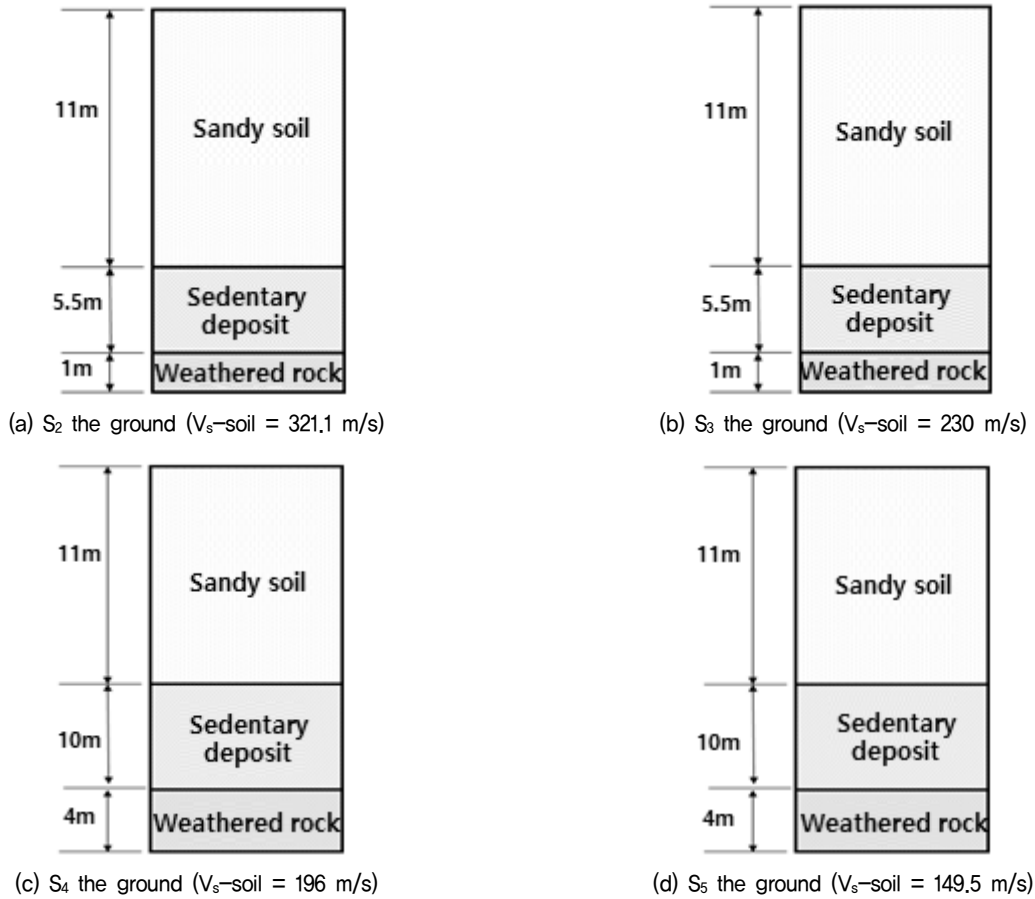 11m
Sandy soil
5.5m
Sedentary
deposit
1m
Weathered rock
(a) S₂ the ground (Vₛ-soil = 321.1 m/s)
11m
Sandy soil
5.5m
Sedentary
deposit
1m
Weathered rock
(b) S₃ the ground (Vₛ-soil = 230 m/s)
11m
Sandy soil
10m
Sedentary
deposit
4m
Weathered rock
(c) S₄ the ground (Vₛ-soil = 196 m/s)
11m
Sandy soil
10m
Sedentary
deposit
4m
Weathered rock
(d) S₅ the ground (Vₛ-soil = 149.5 m/s)